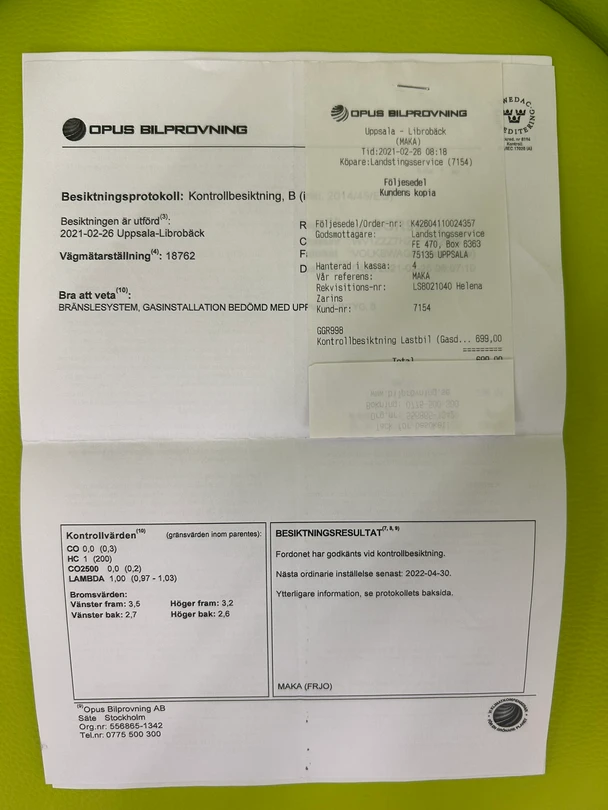 OPUS BILPROVNING
Besiktningsprotokoll: Kontrollbesiktning, B (i
Besiktningen är utförd(3):
2021-02-26 Uppsala-Librobäck
Vägmätarställning(4): 18762
Bra att veta(10):
BRÄNSLESYSTEM, GASINSTALLATION BEDÖMD MED UPP
R
C
F
D
OPUS BILPROVNING
Uppsala - Librobäck
(MAKA)
Tid:2021-02-26 08:18
Köpare:Landstingsservice (7154)
Följesedel
Kundens kopia
Följesedel/Order-nr: K42604110024357
Godsmottagare: Landstingsservice
FE 470, Box 6363
75135 UPPSALA
Hanterad i kassa: 4
Vår referens: MAKA
Rekvisitions-nr: LS8021040 Helena
Zarins
Kund-nr: 7154
GGR998
Kontrollbesiktning Lastbil (Gasd... 699,00
=========
Total
Kontrollvärden(10) (gränsvärden inom parentes):
CO 0,0 (0,3)
HC 1 (200)
CO2500 0,0 (0,2)
LAMBDA 1,00 (0,97 - 1,03)
Bromsvärden:
Vänster fram: 3,5 Höger fram: 3,2
Vänster bak: 2,7 Höger bak: 2,6
BESIKTNINGSRESULTAT(7, 8, 9)
Fordonet har godkänts vid kontrollbesiktning.
Nästa ordinarie inställelse senast: 2022-04-30.
Ytterligare information, se protokollets baksida.
MAKA (FRJO)
(9)Opus Bilprovning AB
Säte Stockholm
Org.nr: 556865-1342
Tel.nr: 0775 500 300